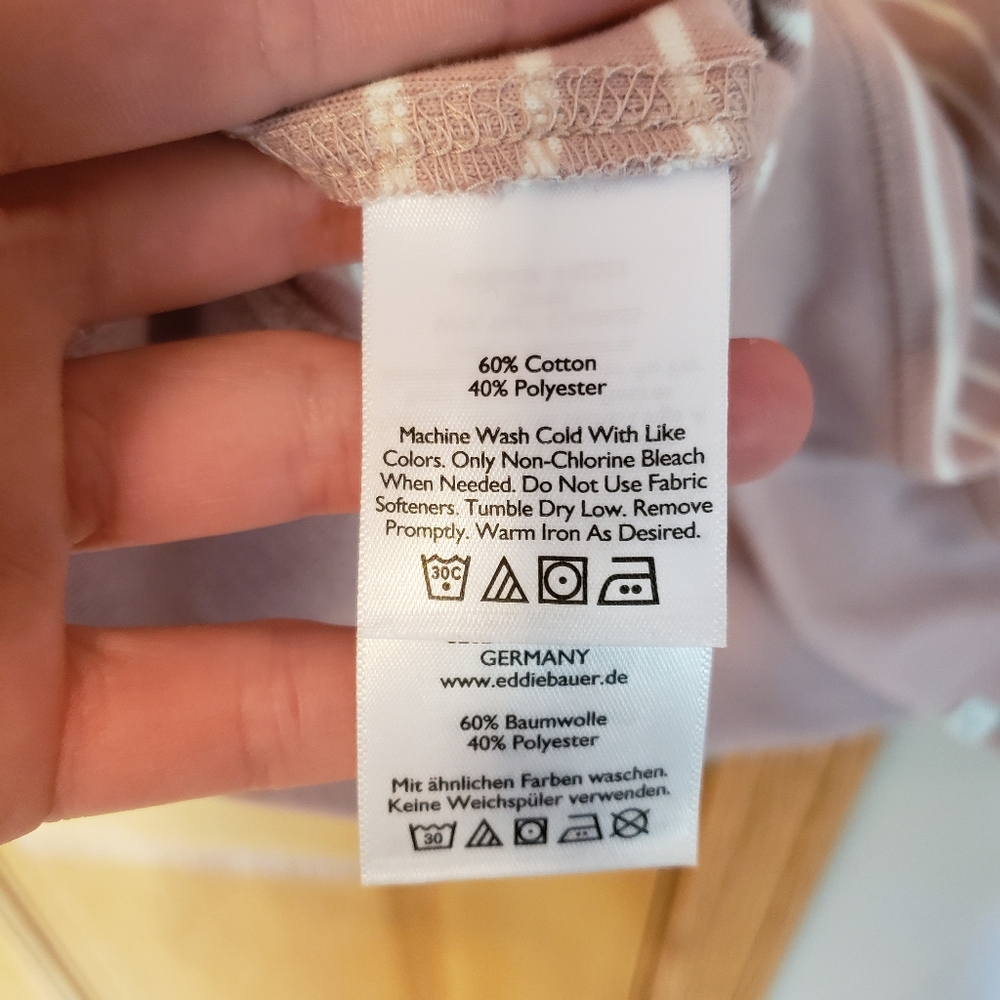 60% Cotton
40% Polyester
Machine Wash Cold With Like
Colors. Only Non-Chlorine Bleach
When Needed. Do Not Use Fabric
Softeners. Tumble Dry Low. Remove
Promptly. Warm Iron As Desired.
30C
GERMANY
www.eddiebauer.de
60% Baumwolle
40% Polyester
Mit ähnlichen Farben waschen.
Keine Weichspüler verwenden.
30